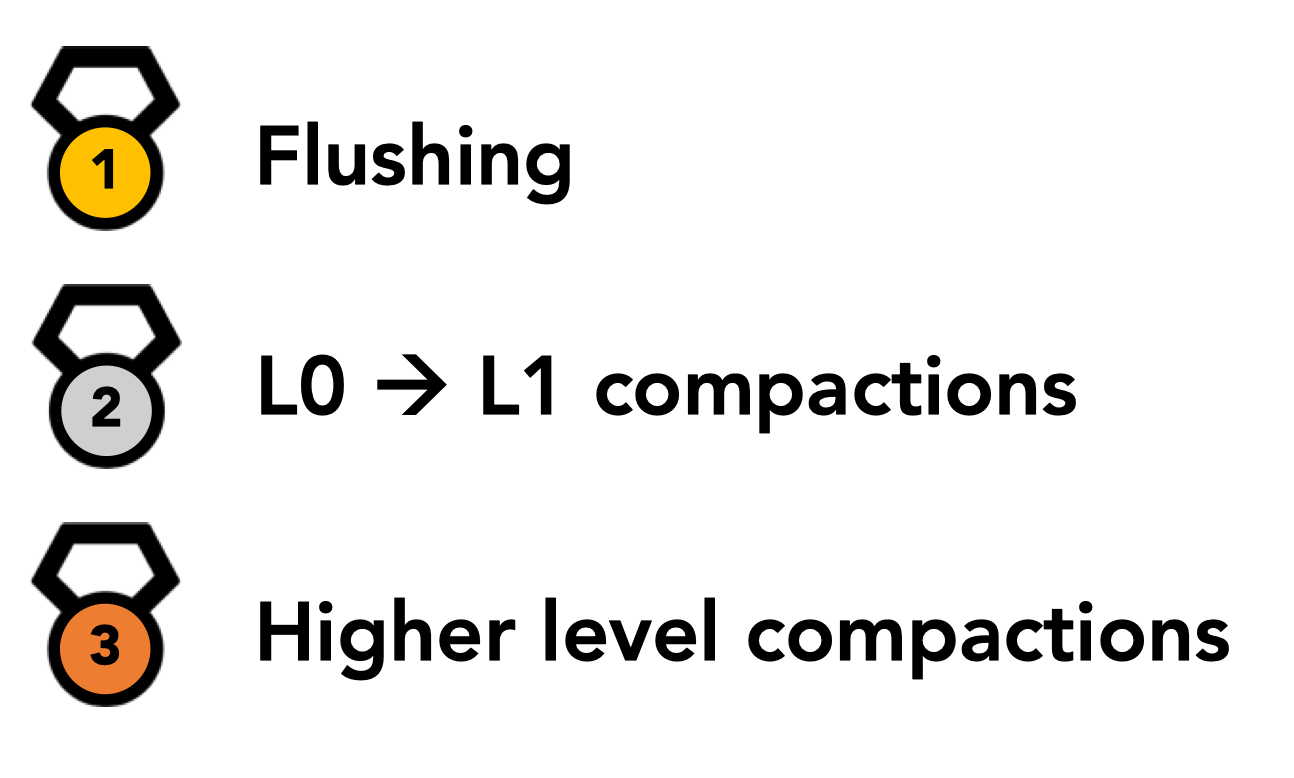 1 Flushing
2 L0 → L1 compactions
3 Higher level compactions